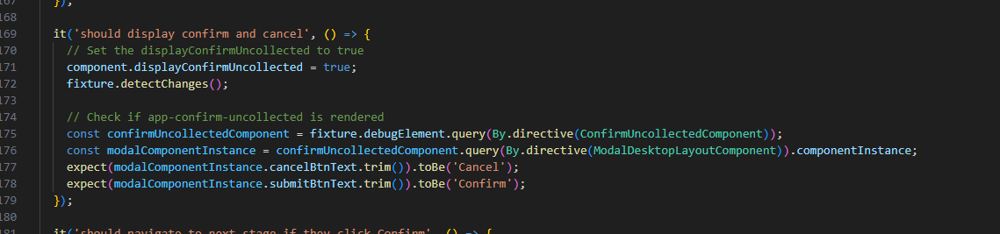 167 });
168
169 it('should display confirm and cancel', () => {
170 // Set the displayConfirmUncollected to true
171 component.displayConfirmUncollected = true;
172 fixture.detectChanges();
173
174 // Check if app-confirm-uncollected is rendered
175 const confirmUncollectedComponent = fixture.debugElement.query(By.directive(ConfirmUncollectedComponent));
176 const modalComponentInstance = confirmUncollectedComponent.query(By.directive(ModalDesktopLayoutComponent)).componentInstance;
177 expect(modalComponentInstance.cancelBtnText.trim()).toBe('Cancel');
178 expect(modalComponentInstance.submitBtnText.trim()).toBe('Confirm');
179 });
180
181 it('should navigate to next stage if they click Confirm', () => {